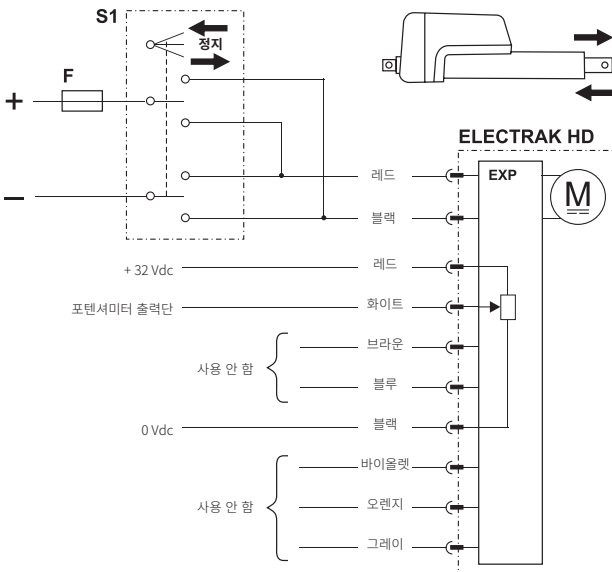 S1
정지
F
+
−
ELECTRAK HD
레드
EXP
M
블랙
+ 32 Vdc
레드
포텐셔미터 출력단
화이트
브라운
사용 안 함
블루
0 Vdc
블랙
바이올렛
사용 안 함
오렌지
그레이